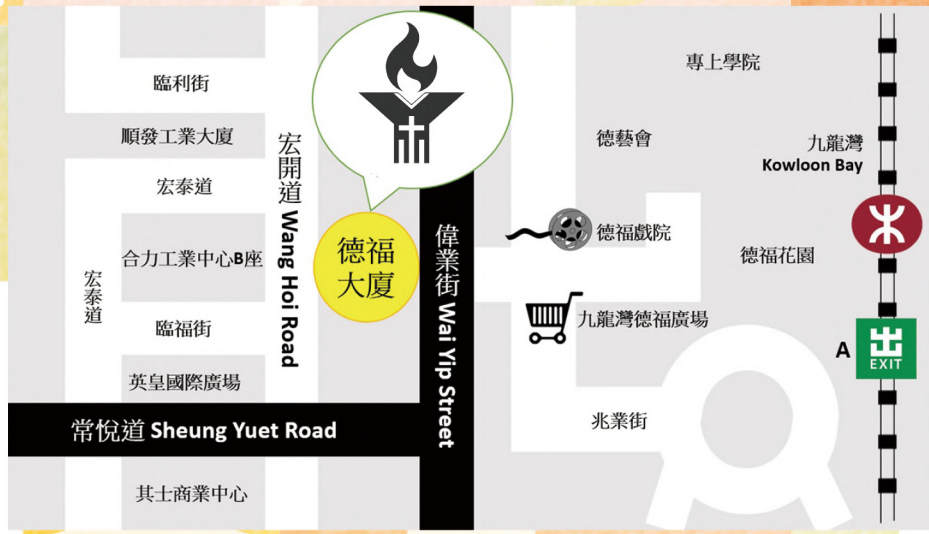 臨利街
順發工業大廈
宏泰道
合力工業中心B座
宏泰道
臨福街
英皇國際廣場
常悅道 Sheung Yuet Road
其士商業中心
宏開道 Wang Hoi Road
德福
大廈
偉業街 Wai Yip Street
專上學院
德藝會
九龍灣
Kowloon Bay
德福戲院
德福花園
九龍灣德福廣場
A
出
EXIT
兆業街